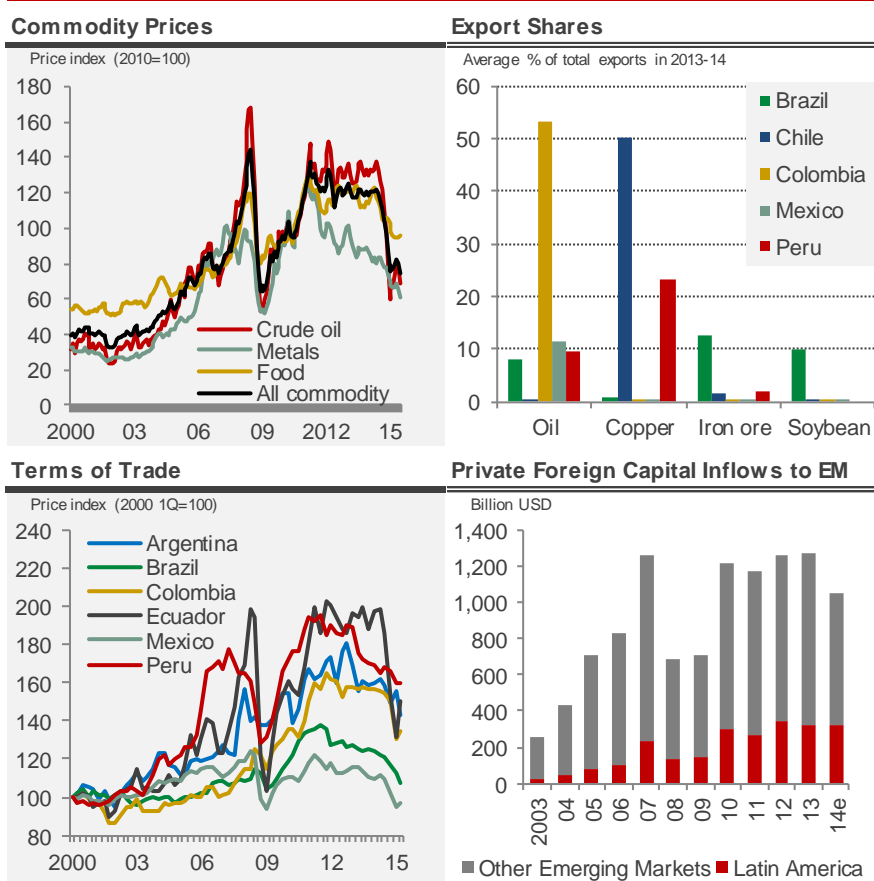 Commodity Prices
Price index (2010=100)
180
160
140
120
100
80
60
40
20
0
Crude oil
Metals
Food
All commodity
2000 03 06 09 2012 15
Export Shares
Average % of total exports in 2013-14
60
50
40
30
20
10
0
Brazil
Chile
Colombia
Mexico
Peru
Oil Copper Iron ore Soybean
Terms of Trade
Price index (2000 1Q=100)
240
220
200
180
160
140
120
100
80
Argentina
Brazil
Colombia
Ecuador
Mexico
Peru
2000 03 06 09 12 15
Private Foreign Capital Inflows to EM
Billion USD
1,400
1,200
1,000
800
600
400
200
0
2003 04 05 06 07 08 09 10 11 12 13 14e
Other Emerging Markets Latin America